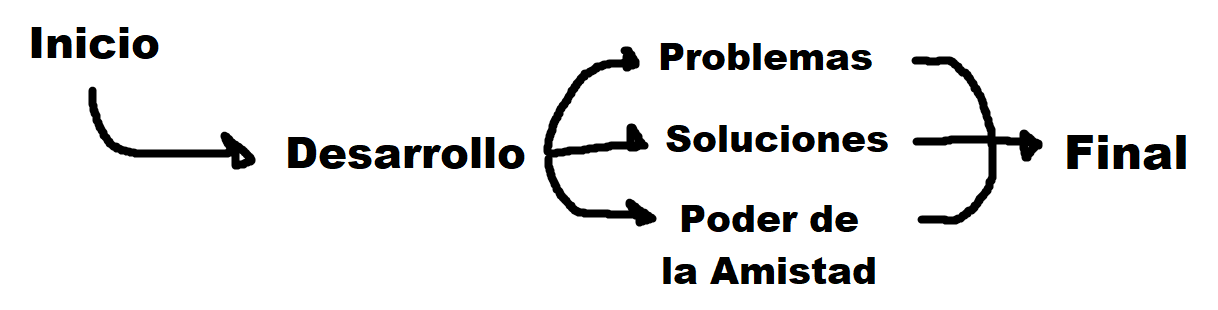 Inicio
Desarrollo
Problemas
Soluciones
Poder de
la Amistad
Final